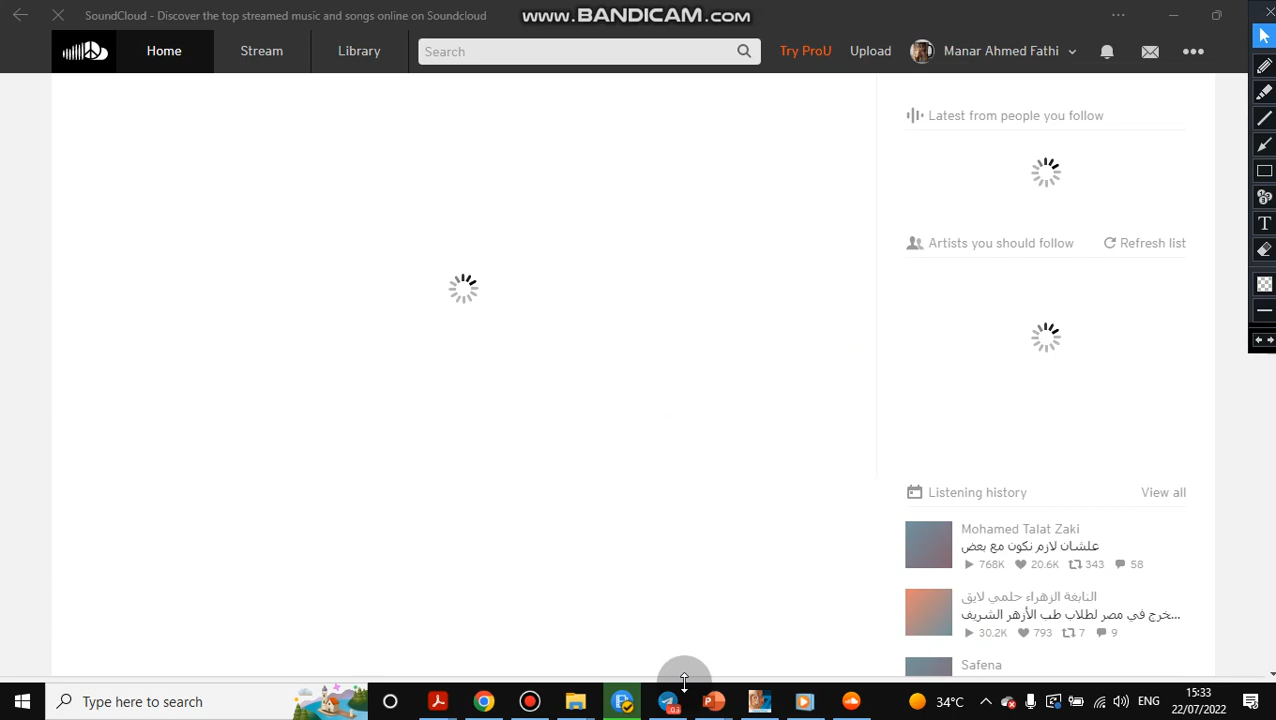 SoundCloud - Discover the top streamed music and songs online on Soundcloud
WWW.BANDICAM.COM
Home
Stream
Library
Search
Try ProU
Upload
Manar Ahmed Fathi
Latest from people you follow
Artists you should follow
Refresh list
Listening history
View all
Mohamed Talat Zaki
علشان لازم نكون مع بعض
768K 20.6K 343 58
النابغة الزهراء حلمي لايق
خرج في مصر لطلاب طب الأزهر الشريف...
30.2K 793 7 9
Safena
T
Type here to search
34°C
ENG
15:33
22/07/2022